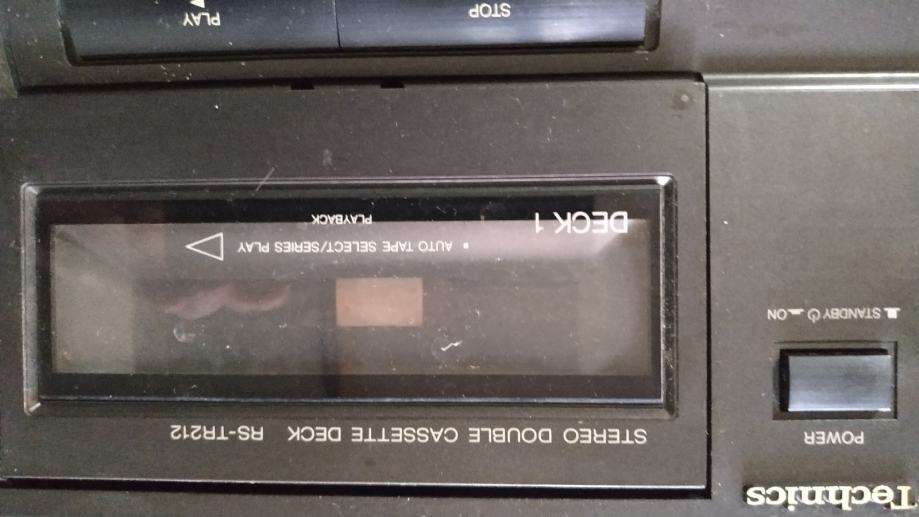 Technics
POWER
STANDBY ON
STEREO DOUBLE CASSETTE DECK RS-TR212
AUTO TAPE SELECT/SERIES PLAY
DECK 1
PLAYBACK
STOP
PLAY